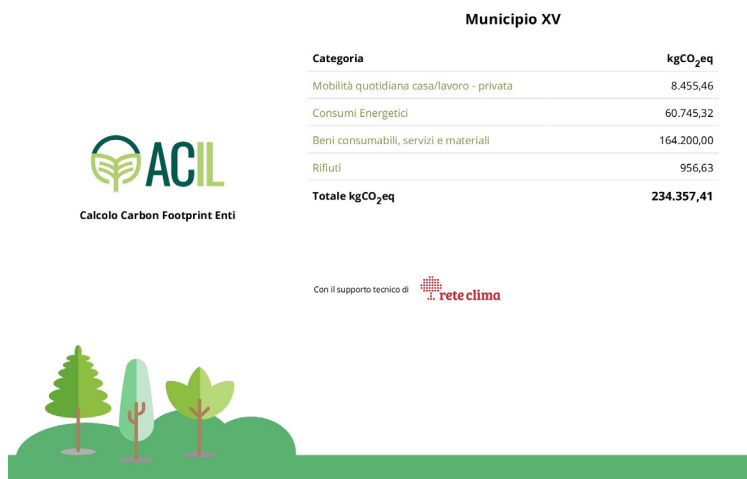 Municipio XV
Categoria kgCO2eq
Mobilità quotidiana casa/lavoro - privata 8.455,46
Consumi Energetici 60.745,32
Beni consumabili, servizi e materiali 164.200,00
Rifiuti 956,63
Totale kgCO2eq 234.357,41
ACIL
Calcolo Carbon Footprint Enti
Con il supporto tecnico di rete clima